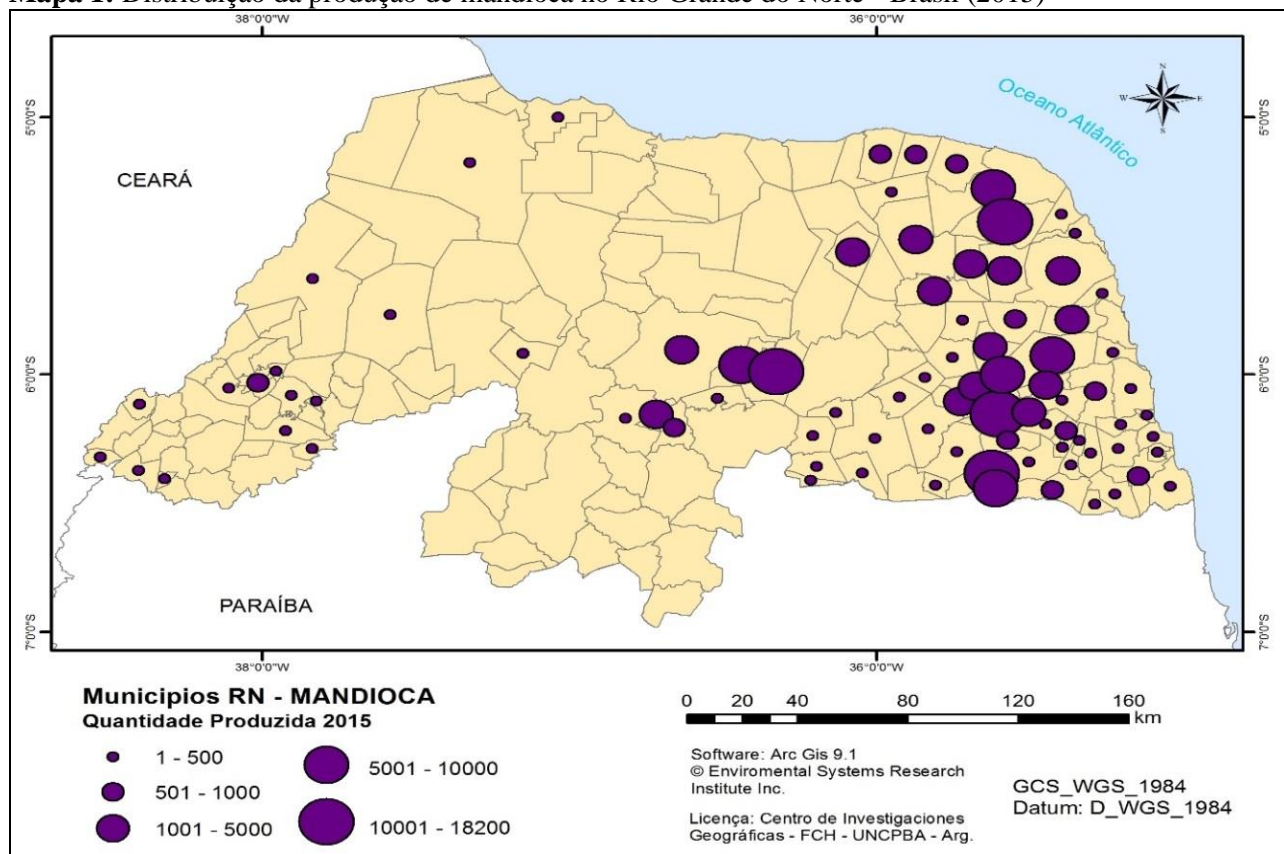 Mapa 1: Distribuição da produção de mandioca no Rio Grande do Norte - Brasil (2015)
38°0'0"W
36°0'0"W
N
W
E
S
Oceano Atlântico
5°0'0"S
5°0'0"S
CEARÁ
6°0'0"S
6°0'0"S
PARAÍBA
7°0'0"S
7°0'0"S
38°0'0"W
36°0'0"W
Municipios RN - MANDIOCA
Quantidade Produzida 2015
1 - 500
501 - 1000
1001 - 5000
5001 - 10000
10001 - 18200
0 20 40 80 120 160
km
Software: Arc Gis 9.1
© Enviromental Systems Research
Institute Inc.
Licença: Centro de Investigaciones
Geográficas - FCH - UNCPBA - Arg.
GCS_WGS_1984
Datum: D_WGS_1984